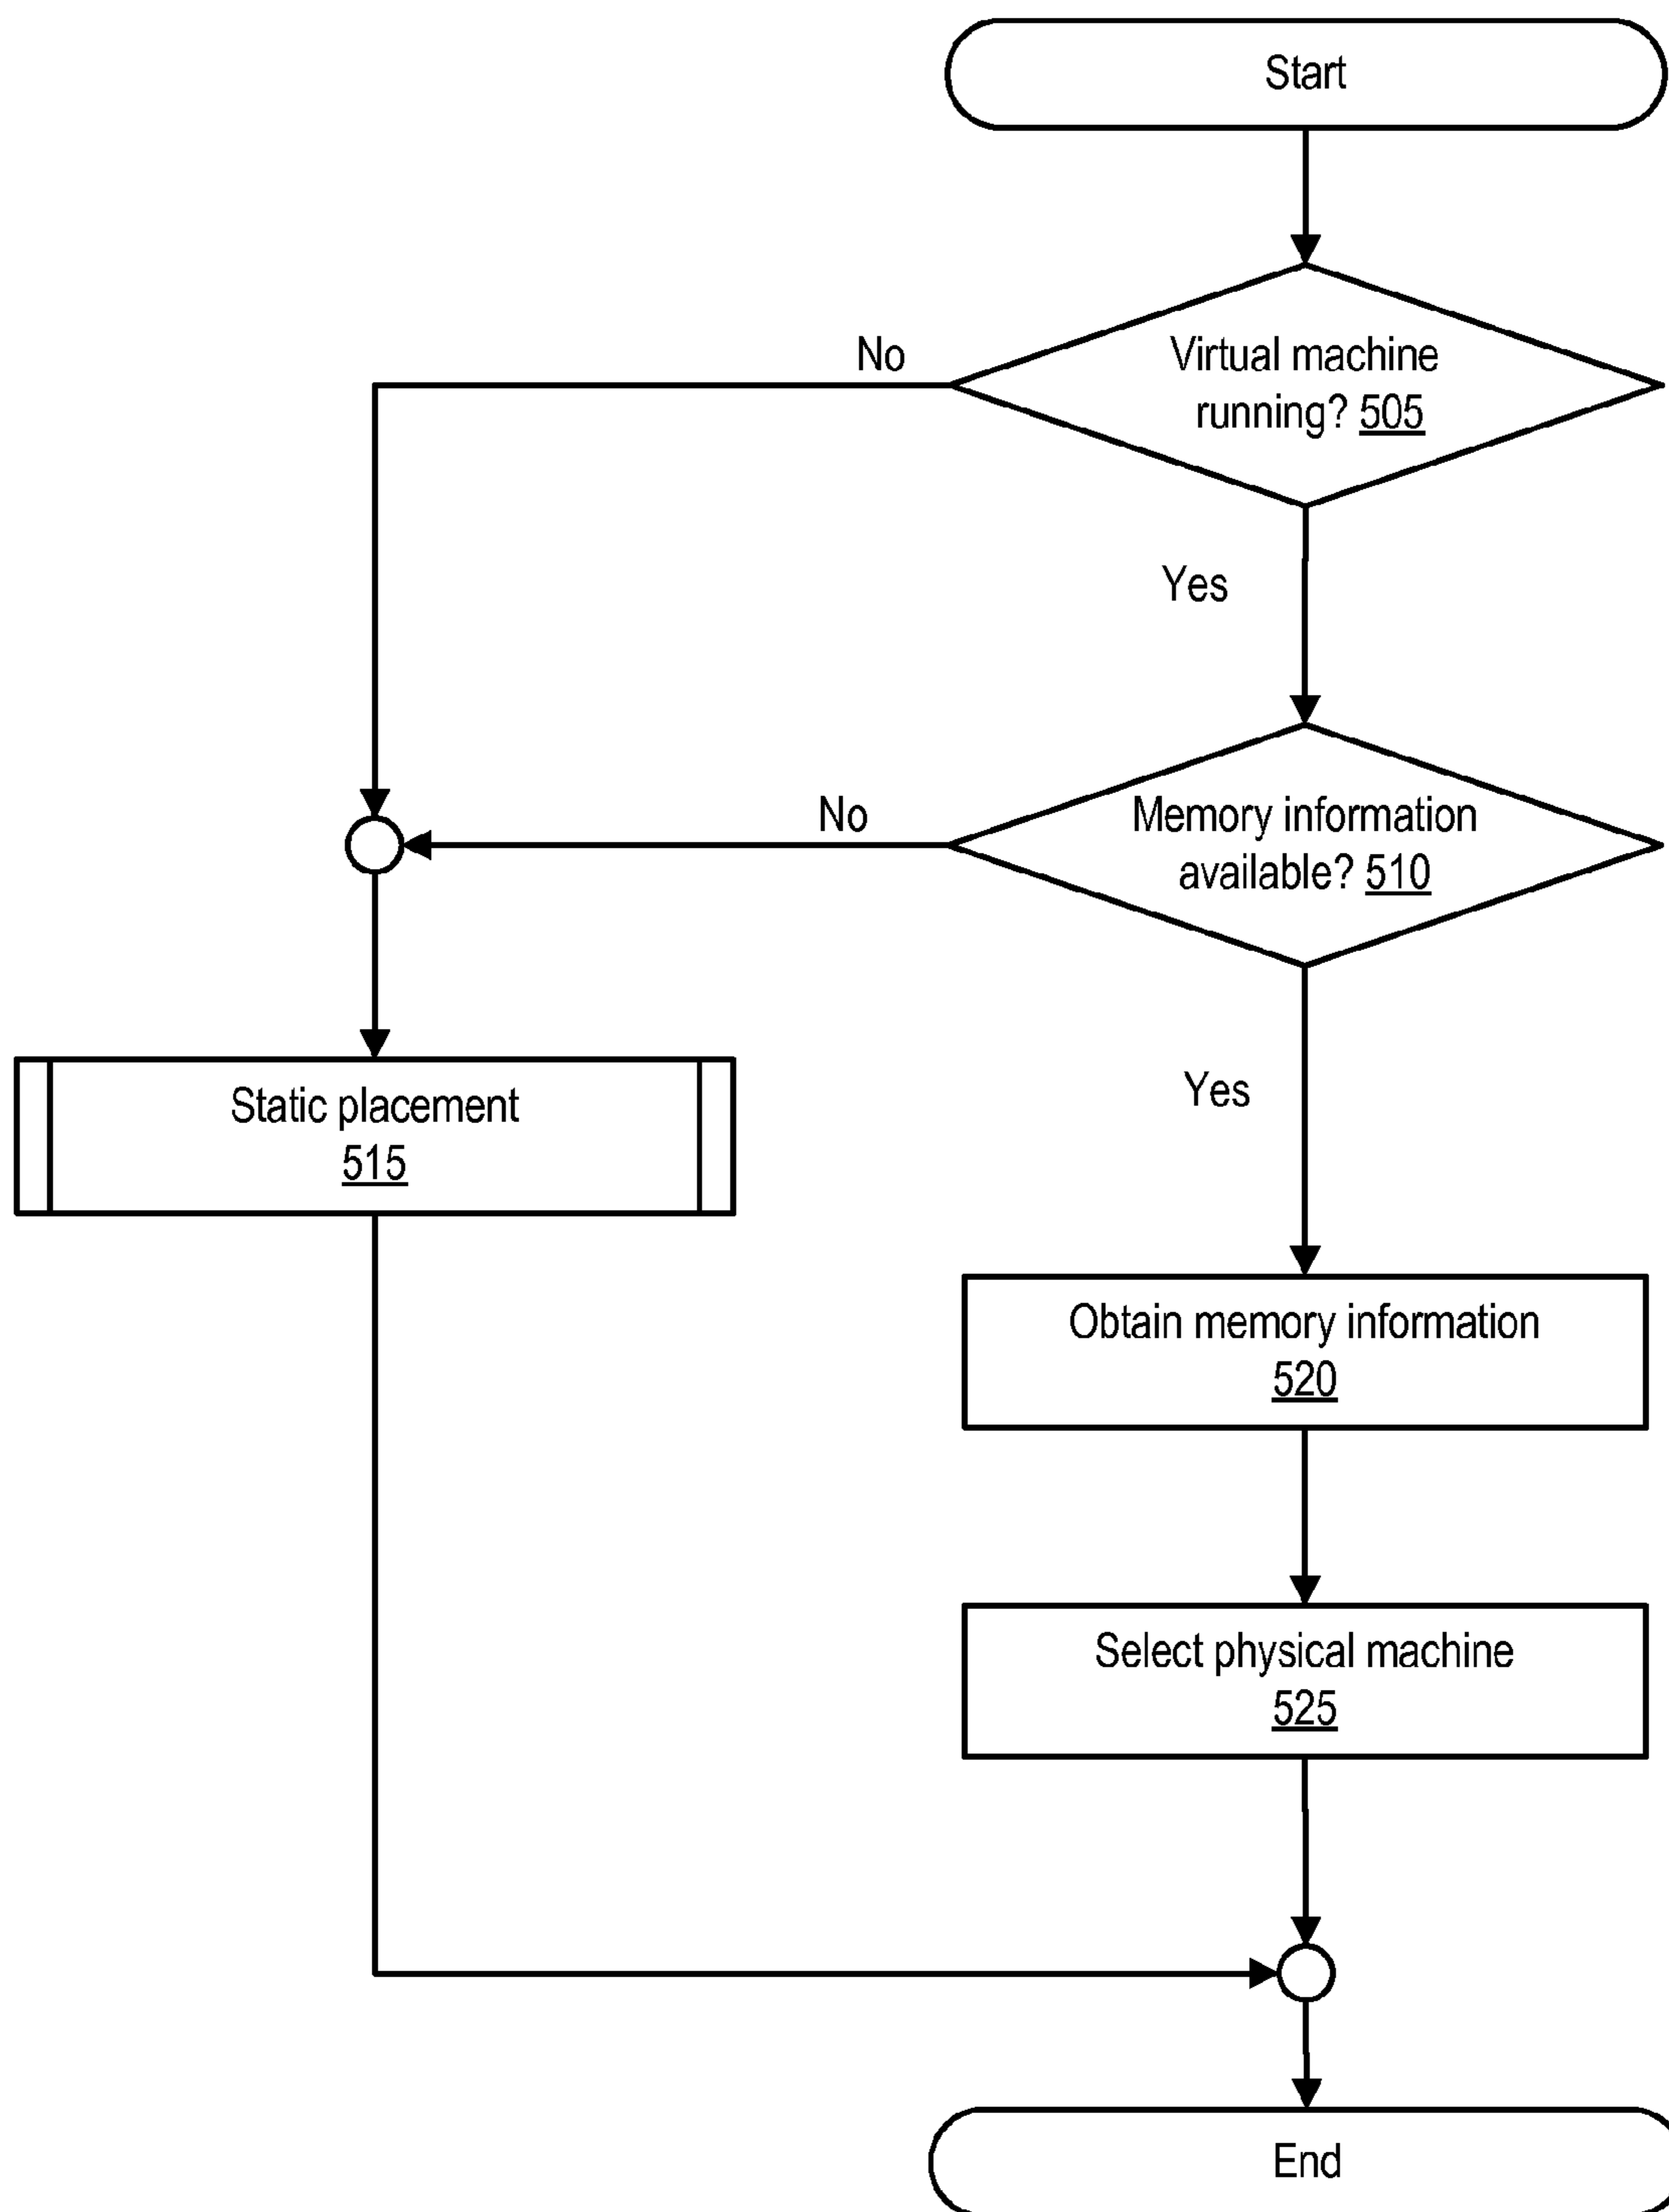 Start
No
Virtual machine
running? 505
Yes
No
Memory information
available? 510
Static placement
515
Yes
Obtain memory information
520
Select physical machine
525
End